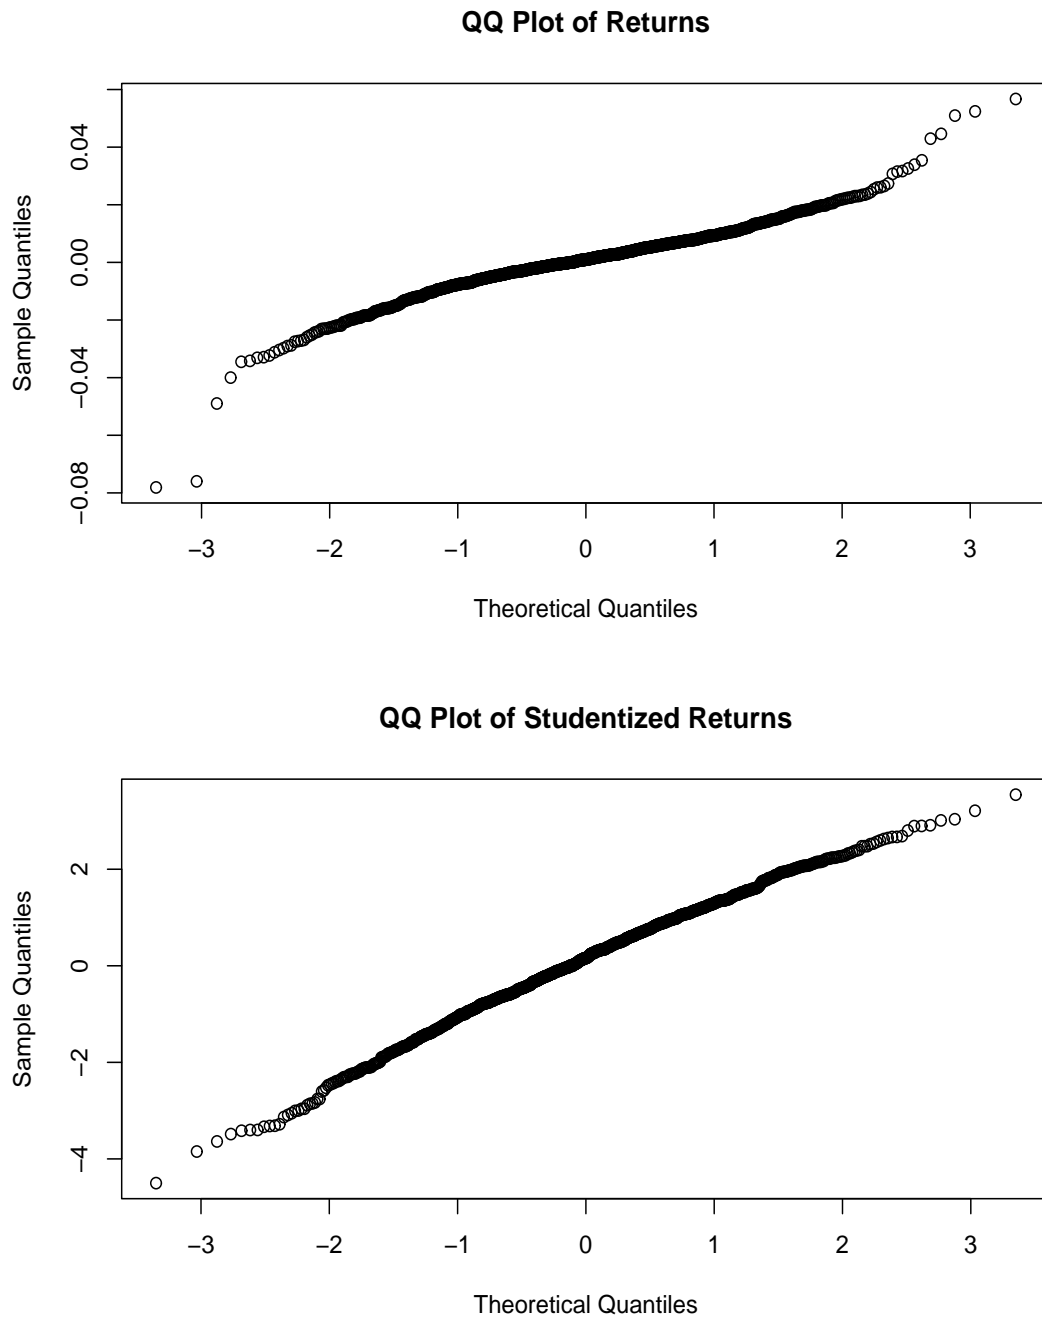 QQ Plot of Returns
Sample Quantiles
0.04
0.00
−0.04
−0.08
−3 −2 −1 0 1 2 3
Theoretical Quantiles
QQ Plot of Studentized Returns
Sample Quantiles
2
0
−2
−4
−3 −2 −1 0 1 2 3
Theoretical Quantiles